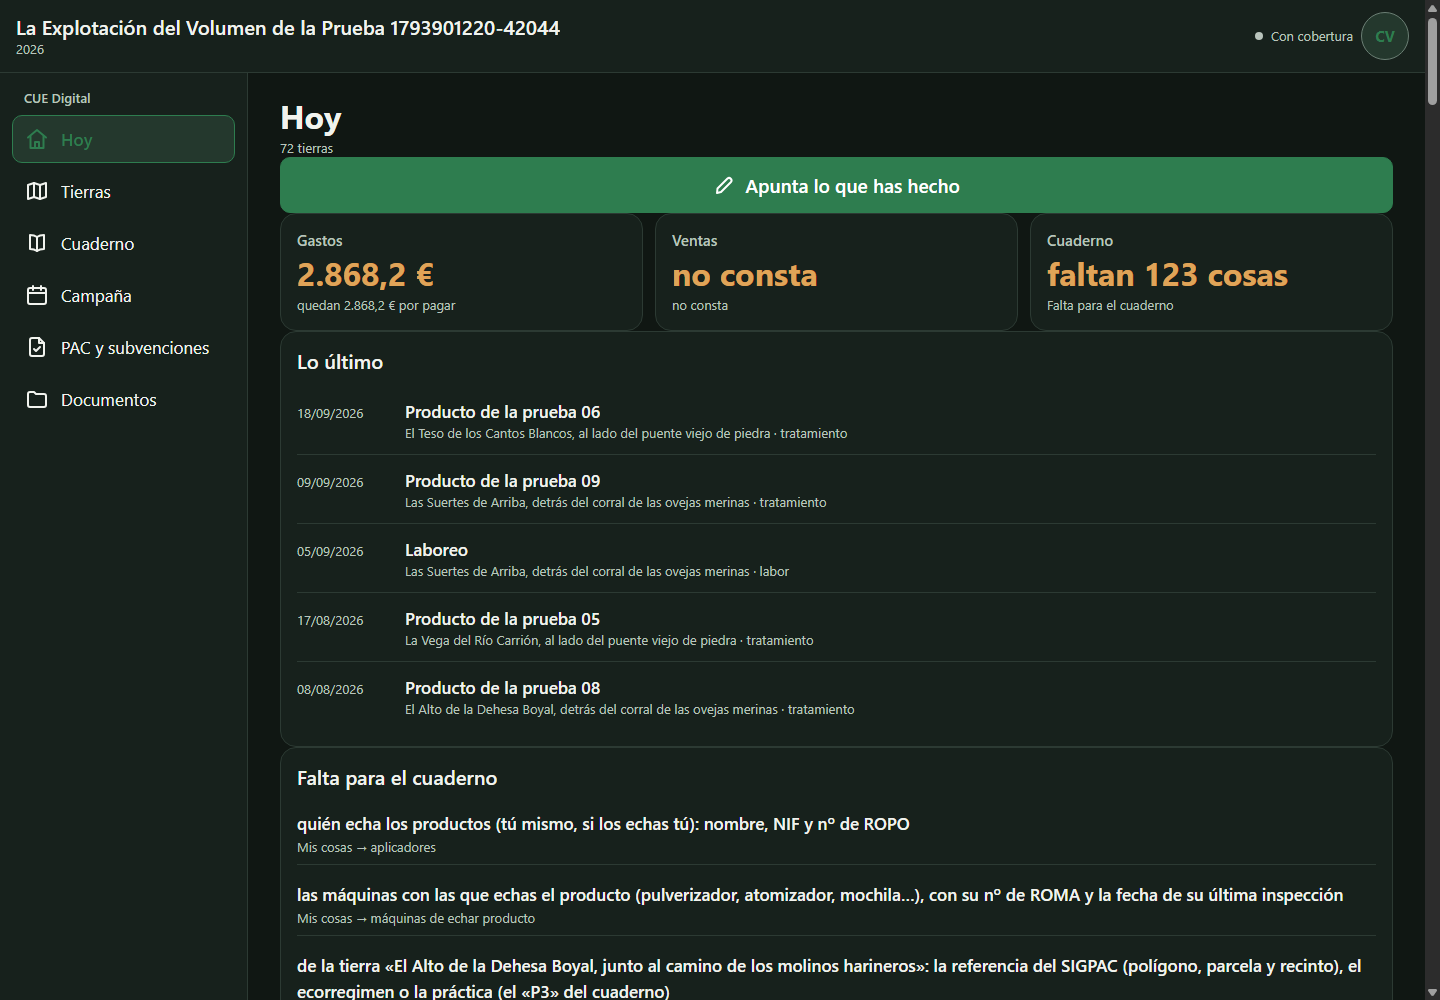 La Explotación del Volumen de la Prueba 1793901220-42044
2026
Con cobertura
CV
CUE Digital
Hoy
Tierras
Cuaderno
Campaña
PAC y subvenciones
Documentos
Hoy
72 tierras
Apunta lo que has hecho
Gastos
2.868,2 €
quedan 2.868,2 € por pagar
Ventas
no consta
no consta
Cuaderno
faltan 123 cosas
Falta para el cuaderno
Lo último
18/09/2026
Producto de la prueba 06
El Teso de los Cantos Blancos, al lado del puente viejo de piedra · tratamiento
09/09/2026
Producto de la prueba 09
Las Suertes de Arriba, detrás del corral de las ovejas merinas · tratamiento
05/09/2026
Laboreo
Las Suertes de Arriba, detrás del corral de las ovejas merinas · labor
17/08/2026
Producto de la prueba 05
La Vega del Río Carrión, al lado del puente viejo de piedra · tratamiento
08/08/2026
Producto de la prueba 08
El Alto de la Dehesa Boyal, detrás del corral de las ovejas merinas · tratamiento
Falta para el cuaderno
quién echa los productos (tú mismo, si los echas tú): nombre, NIF y nº de ROPO
Mis cosas → aplicadores
las máquinas con las que echas el producto (pulverizador, atomizador, mochila...), con su nº de ROMA y la fecha de su última inspección
Mis cosas → máquinas de echar producto
de la tierra «El Alto de la Dehesa Boyal, junto al camino de los molinos harineros»: la referencia del SIGPAC (polígono, parcela y recinto), el
ecorregimen o la práctica (el «P3» del cuaderno)